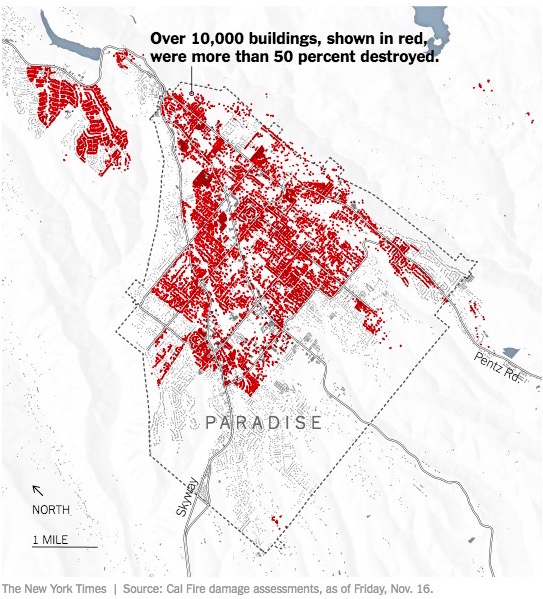 Over 10,000 buildings, shown in red,
were more than 50 percent destroyed.
Pentz Rd.
PARADISE
Skyway
NORTH
1 MILE
The New York Times | Source: Cal Fire damage assessments, as of Friday, Nov. 16.